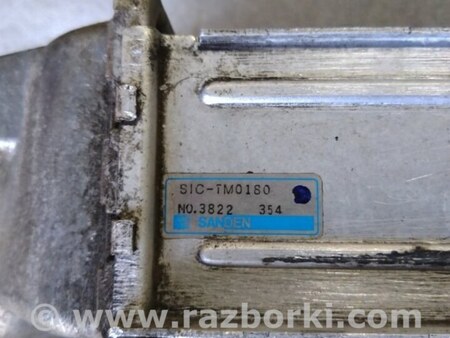 SIC-TM0180
NO.3822 354
SANDEN
© www.razborki.com/